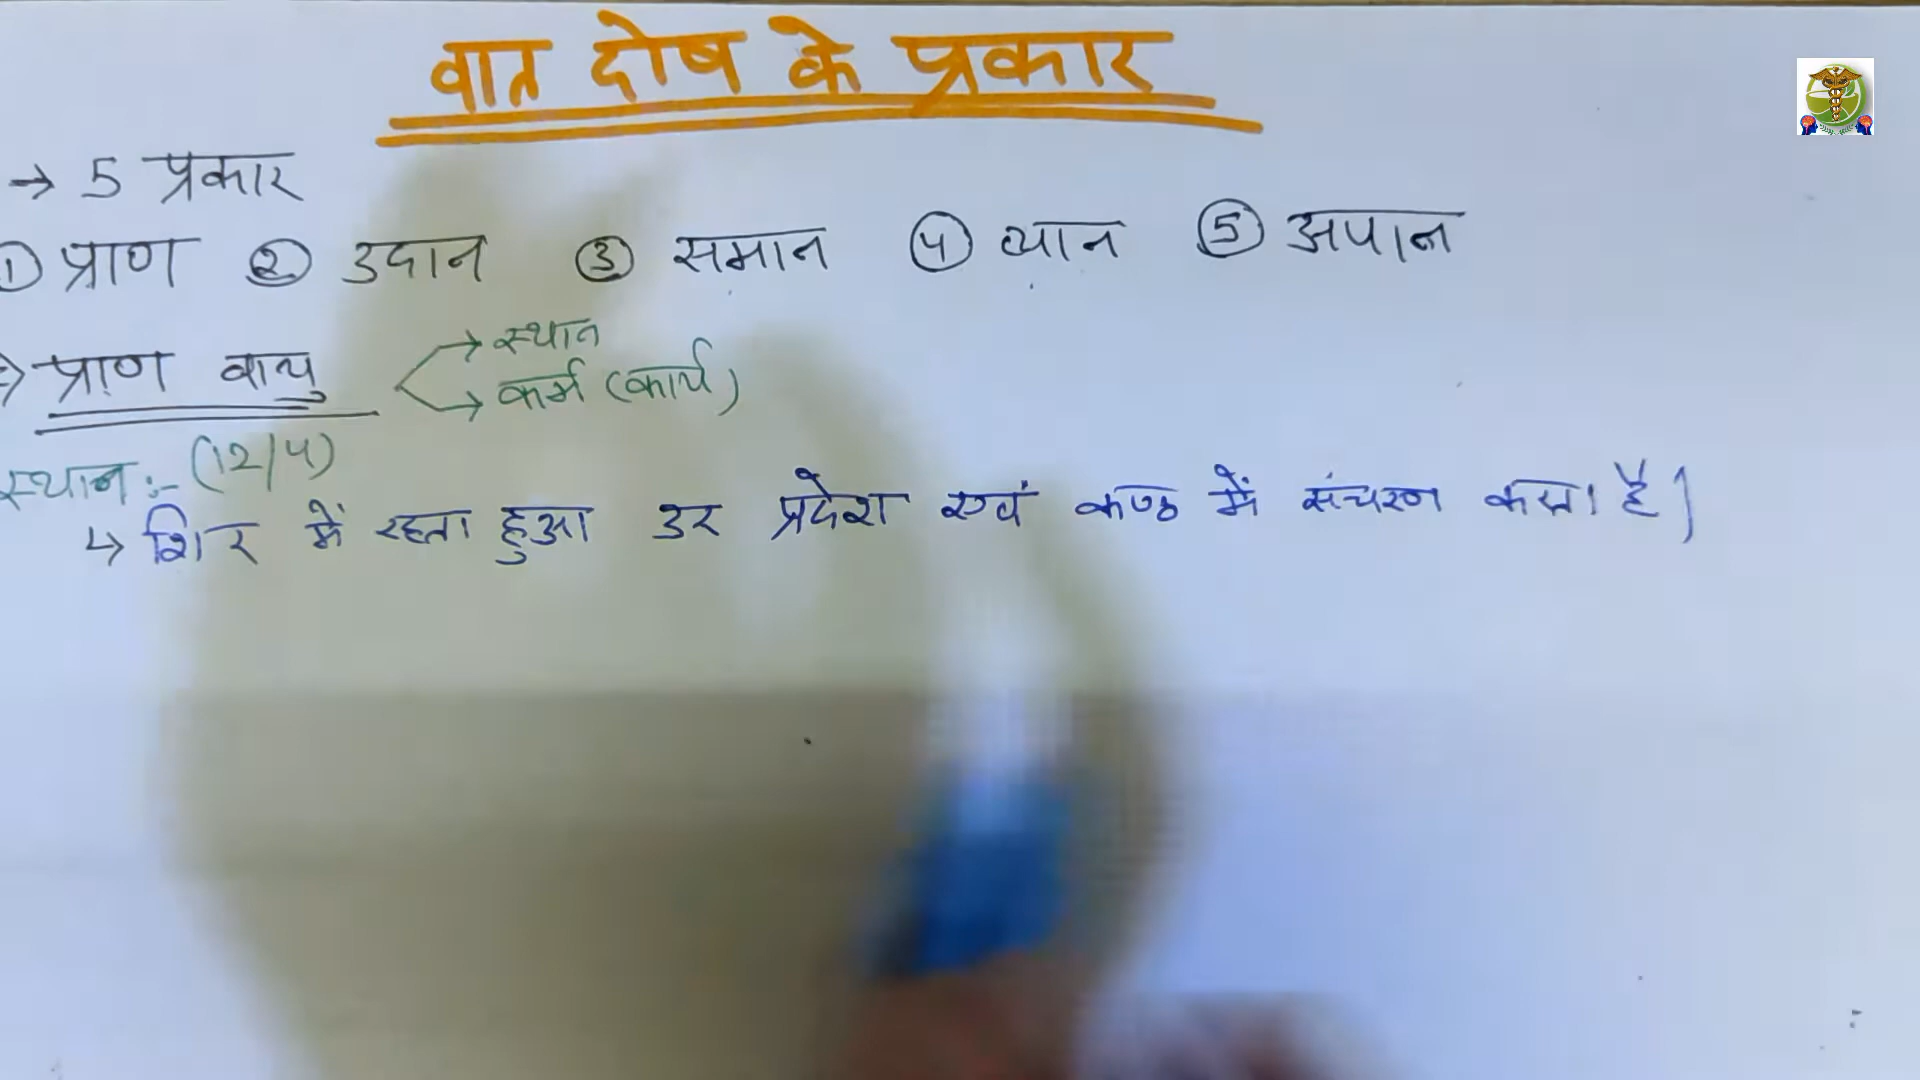 वात दोष के प्रकार
→ 5 प्रकार
① प्राण ② उदान ③ समान ④ व्यान ⑤ अपान
⇒ प्राण वायु
→ स्थान
→ कर्म (कार्य)
स्थान :- (12/4)
↳ शिर में रहता हुआ उर प्रदेश एवं कण्ठ में संचरण करता है।